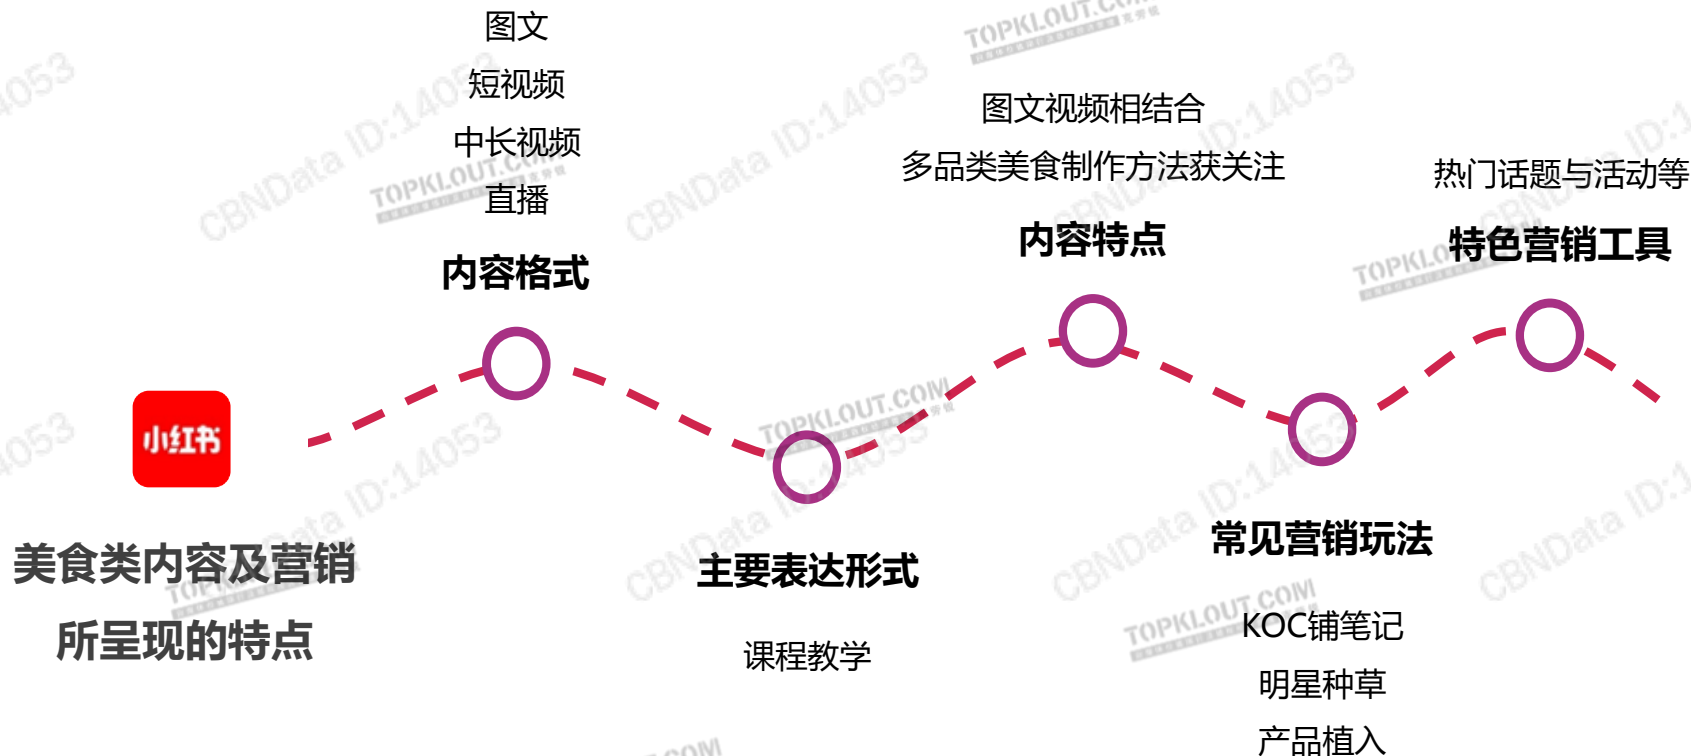 图文
短视频
中长视频
直播
内容格式
图文视频相结合
多品类美食制作方法获关注
内容特点
热门话题与活动等
特色营销工具
小红书
美食类内容及营销
所呈现的特点
主要表达形式
课程教学
常见营销玩法
KOC铺笔记
明星种草
产品植入
TOPKLOUT.COM
CBNData ID:14053